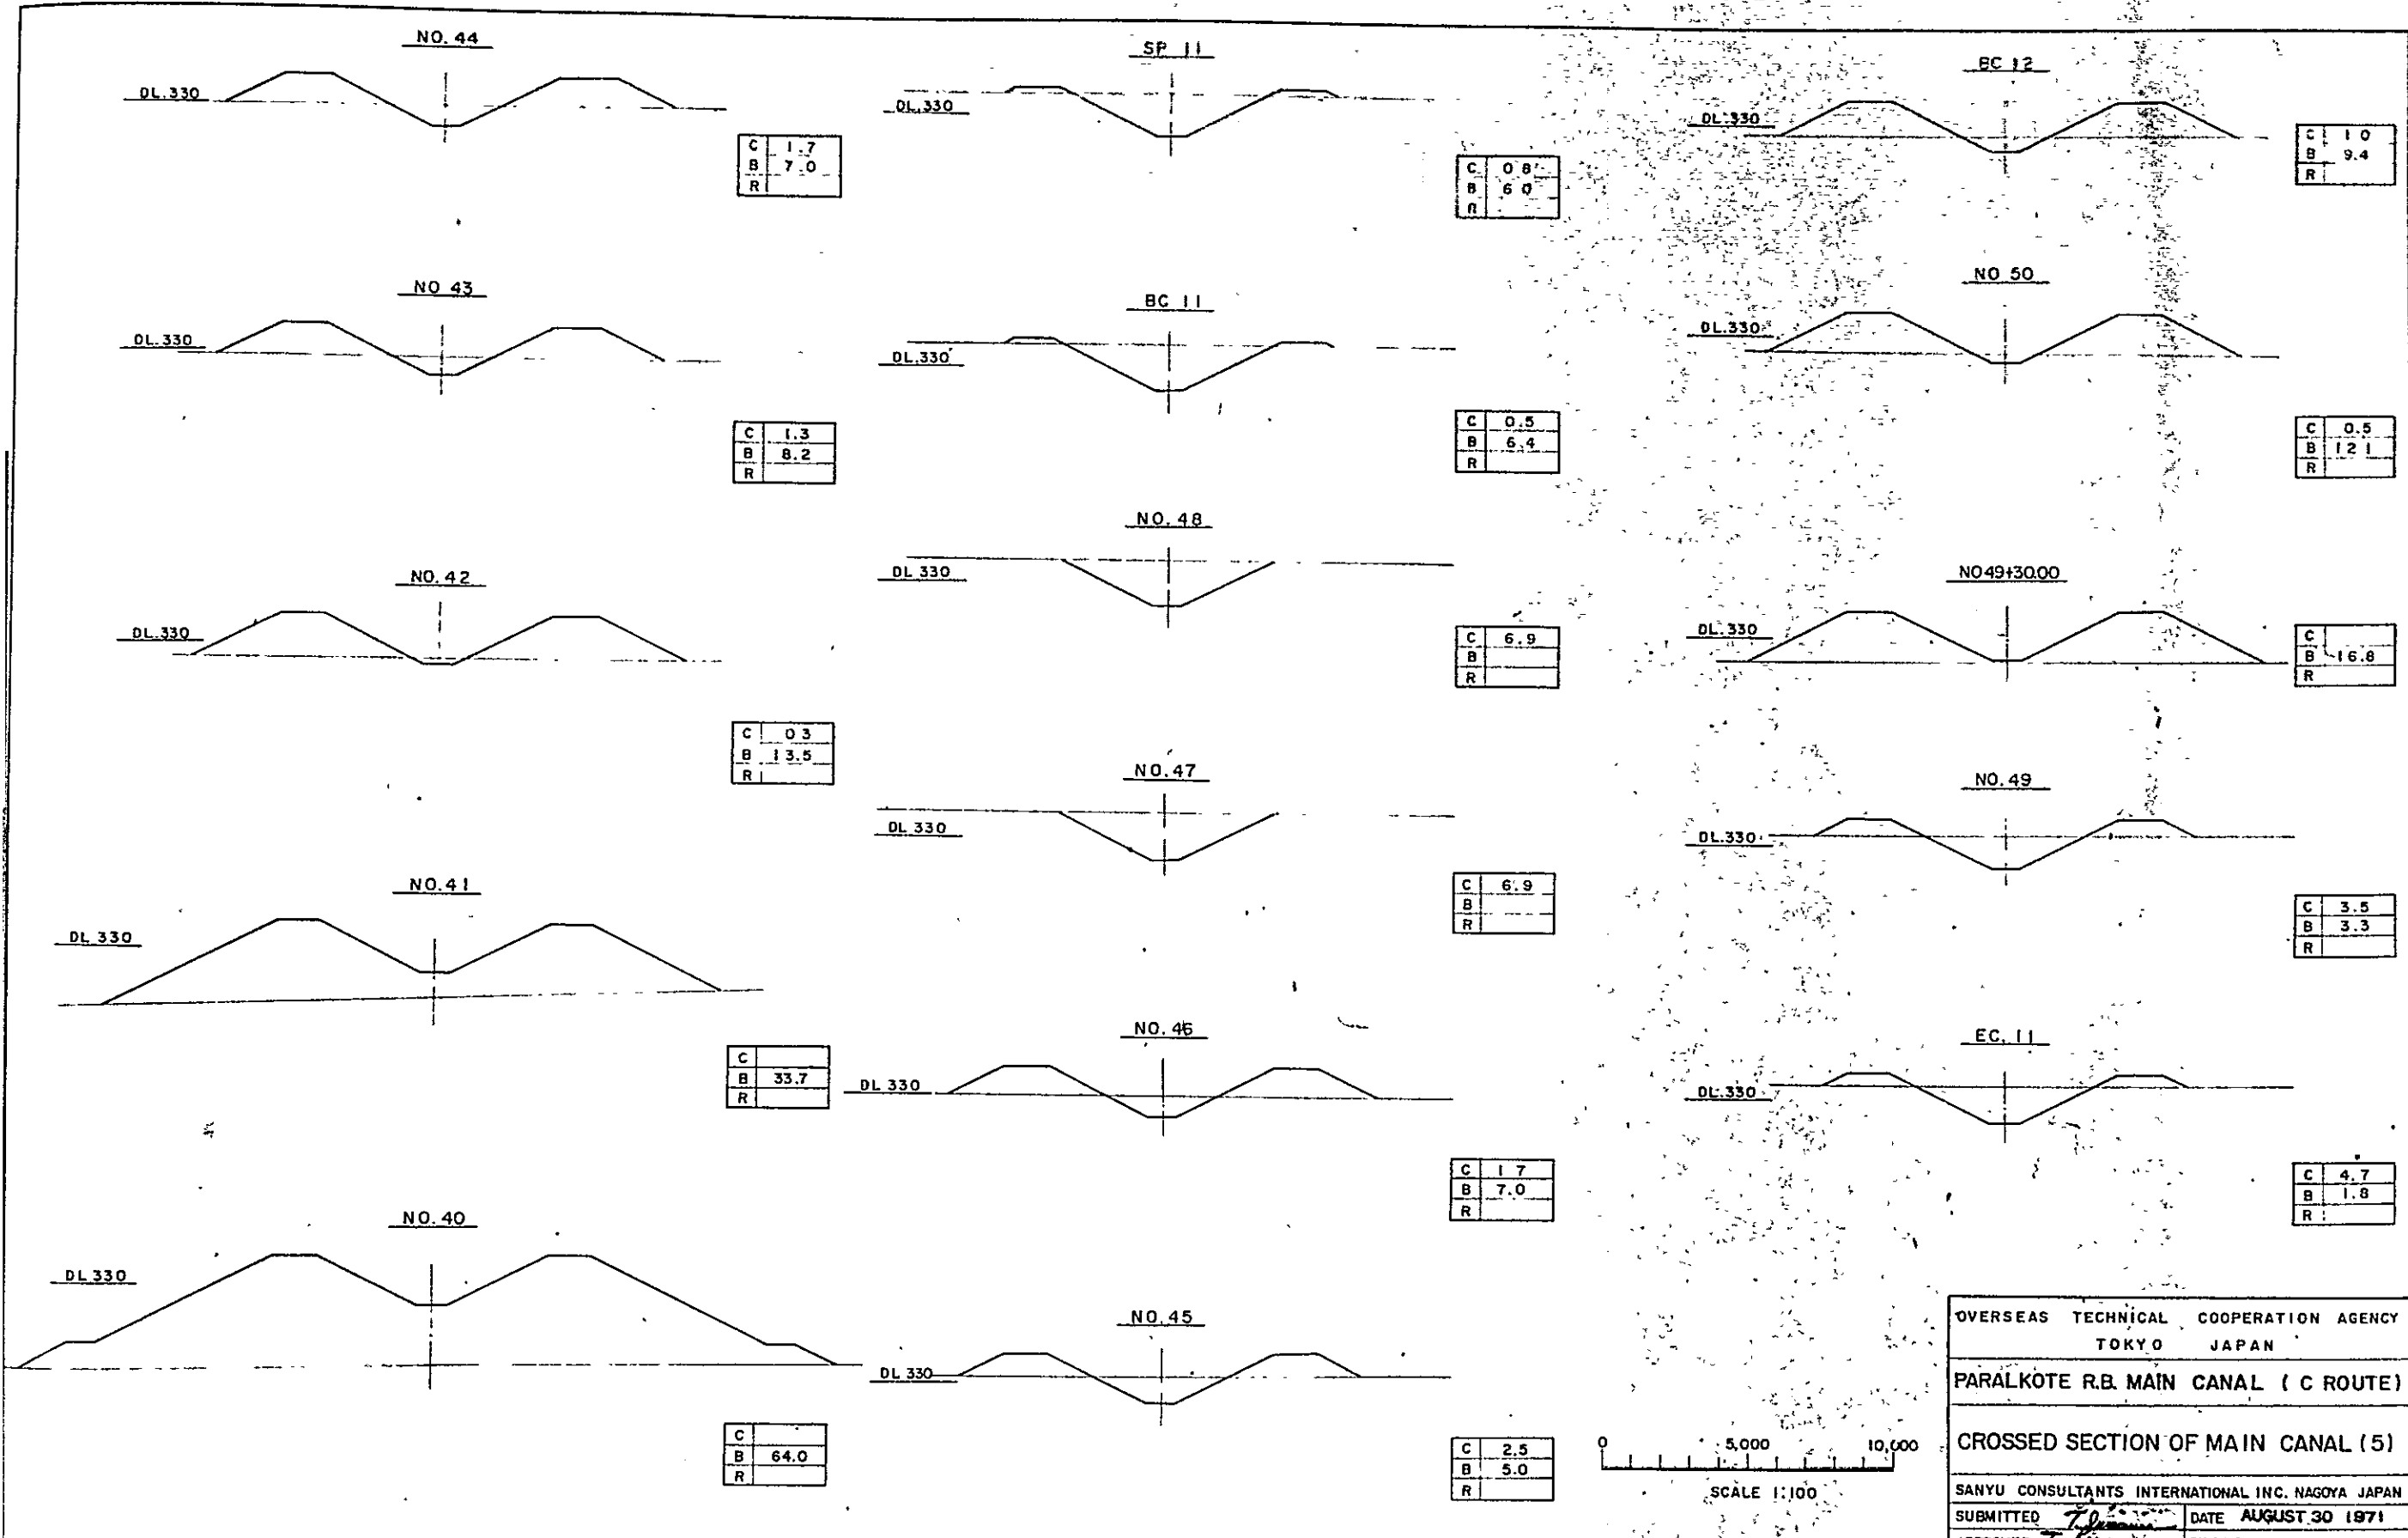 NO. 44
DL.330
C 1.7
B 7.0
R
NO 43
DL.330
C 1.3
B 8.2
R
NO. 42
DL.330
C 0 3
B 13.5
R
NO. 41
DL 330
C
B 33.7
R
NO. 40
DL 330
C
B 64.0
R
SP 11
DL.330
C 0 8
B 6 0
R
BC 11
DL.330
C 0.5
B 6.4
R
NO. 48
DL 330
C 6.9
B
R
NO. 47
DL 330
C 6.9
B
R
NO. 46
DL 330
C 1 7
B 7.0
R
NO. 45
DL 330
C 2.5
B 5.0
R
BC 12
DL.330
C 1 0
B 9.4
R
NO 50
DL.330
C 0.5
B 12 1
R
NO49+30.00
DL.330
C
B 16.8
R
NO. 49
DL.330
C 3.5
B 3.3
R
EC. 11
DL.330
C 4.7
B 1.8
R
0 5,000 10,000
SCALE 1:100
OVERSEAS TECHNICAL COOPERATION AGENCY
TOKYO JAPAN
PARALKOTE R.B. MAIN CANAL ( C ROUTE)
CROSSED SECTION OF MAIN CANAL (5)
SANYU CONSULTANTS INTERNATIONAL INC. NAGOYA JAPAN
SUBMITTED
DATE AUGUST 30 1971